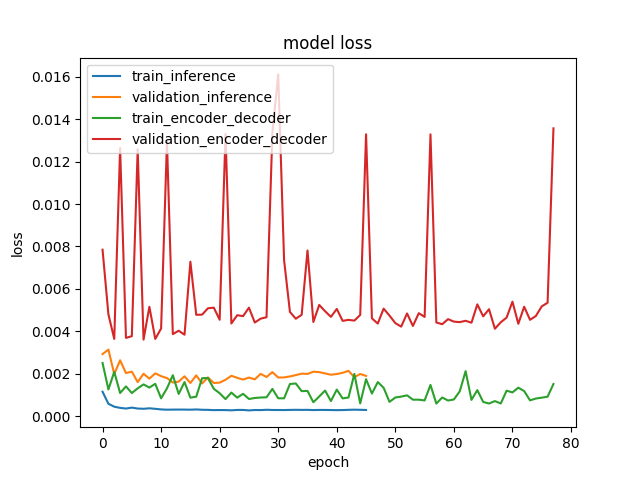 model loss
train_inference
validation_inference
train_encoder_decoder
validation_encoder_decoder
loss
0.016
0.014
0.012
0.010
0.008
0.006
0.004
0.002
0.000
0 10 20 30 40 50 60 70 80
epoch